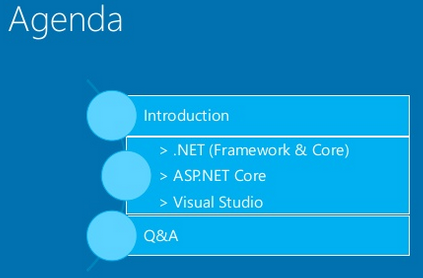 Agenda
Introduction
> .NET (Framework & Core)
> ASP.NET Core
> Visual Studio
Q&A